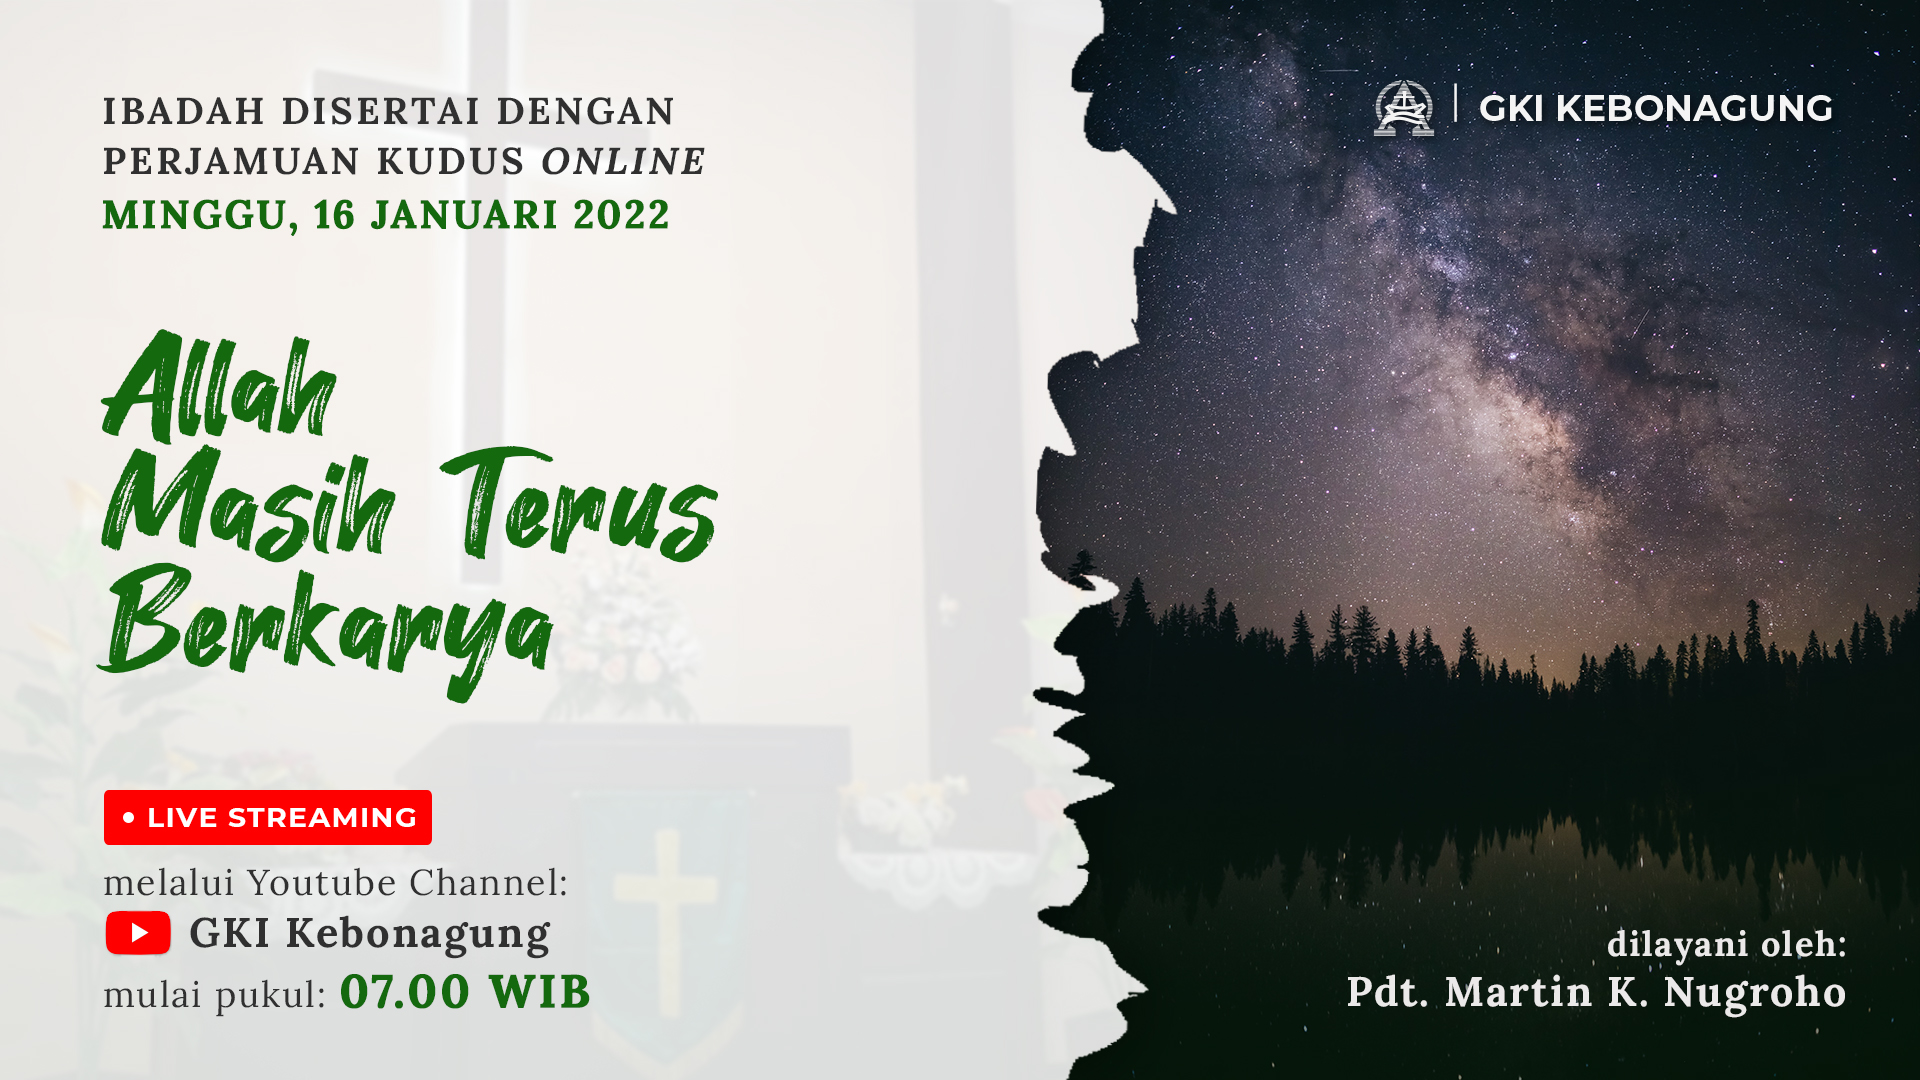 IBADAH DISERTAI DENGAN
PERJAMUAN KUDUS ONLINE
MINGGU, 16 JANUARI 2022
Allah
Masih Terus
Berkarya
• LIVE STREAMING
melalui Youtube Channel:
GKI Kebonagung
mulai pukul: 07.00 WIB
GKI KEBONAGUNG
dilayani oleh:
Pdt. Martin K. Nugroho